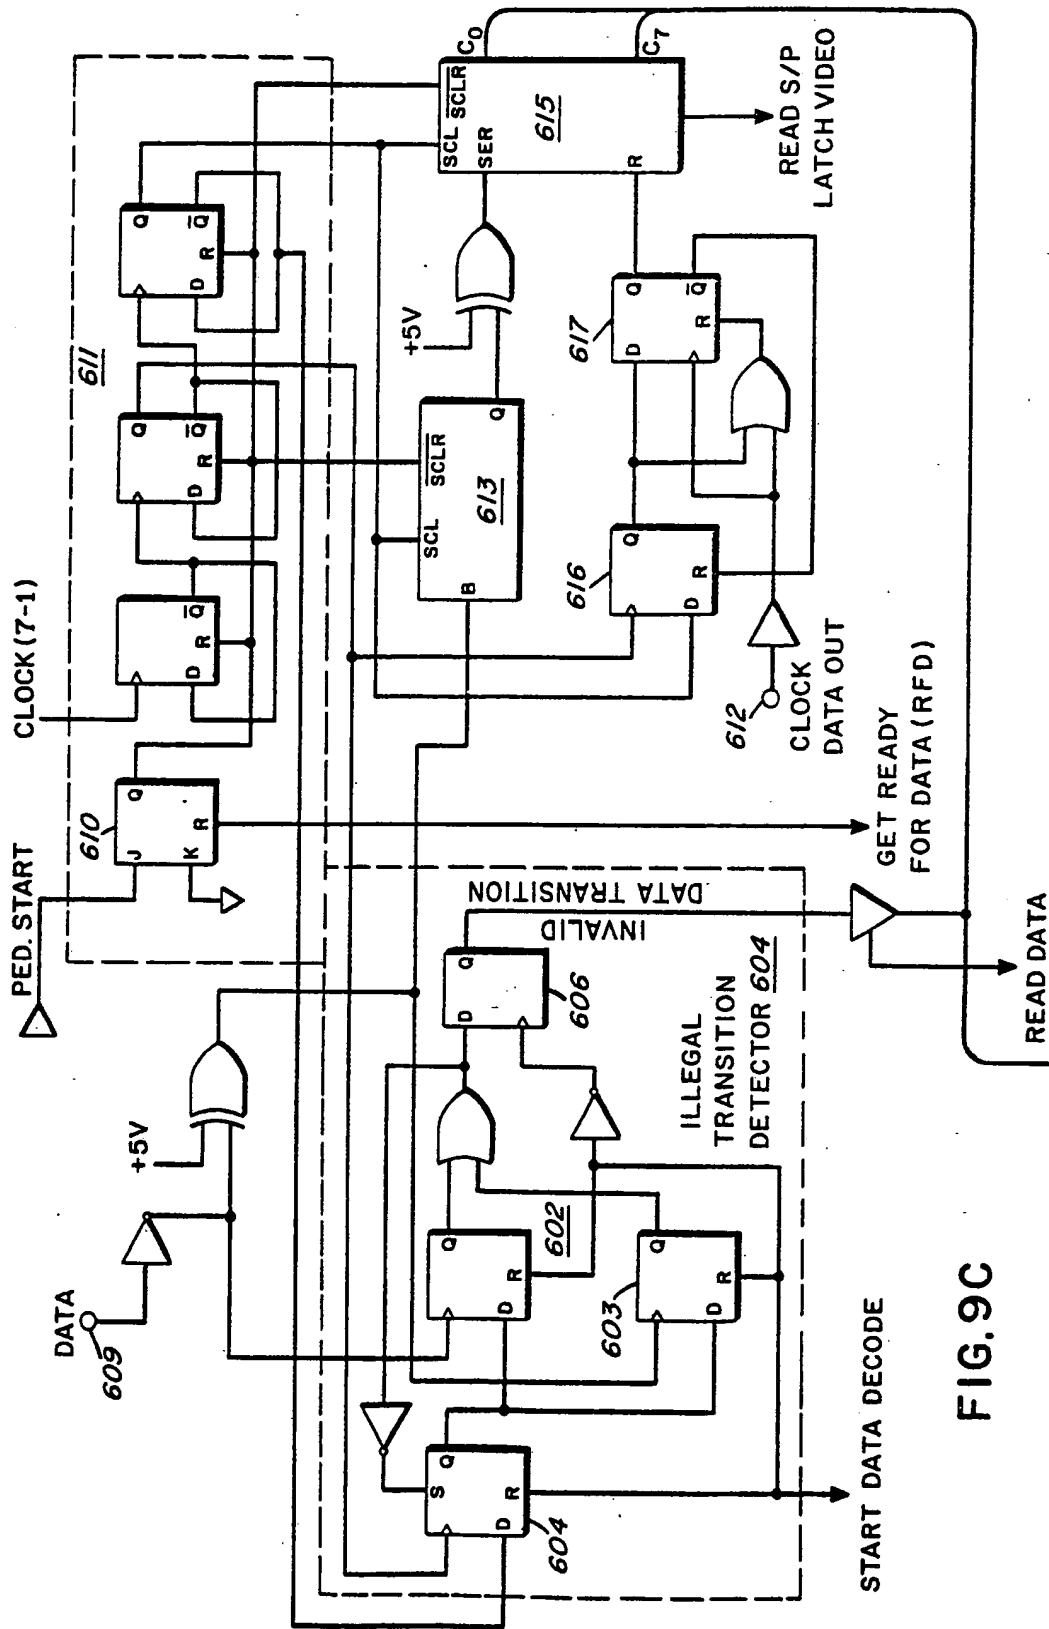 PED. START
CLOCK (7-1)
610
J
K
Q
R
611
D
R
Q̅
D
R
Q̅
Q
D
R
Q̅
Q
DATA
609
+5V
+5V
B
SCL
SCLR
613
Q
SCL
SCLR
SER
615
R
C0
C7
READ S/P
LATCH VIDEO
616
D
R
Q
617
D
Q
Q̅
R
612
CLOCK
DATA OUT
GET READY
FOR DATA (RFD)
604
S
D
R
Q
602
D
R
Q
603
D
R
Q
606
D
Q
INVALID
DATA TRANSITION
ILLEGAL
TRANSITION
DETECTOR 604
START DATA DECODE
READ DATA
FIG. 9C